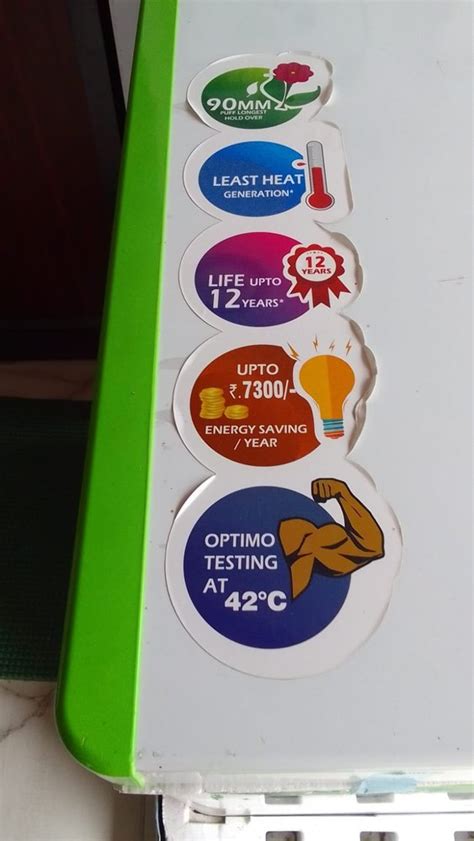 90MM
PUFF LONGEST
HOLD OVER
LEAST HEAT
GENERATION*
LIFE UPTO
12 YEARS*
12
YEARS
UPTO
₹.7300/-
ENERGY SAVING
/ YEAR
OPTIMO
TESTING
AT
42°C